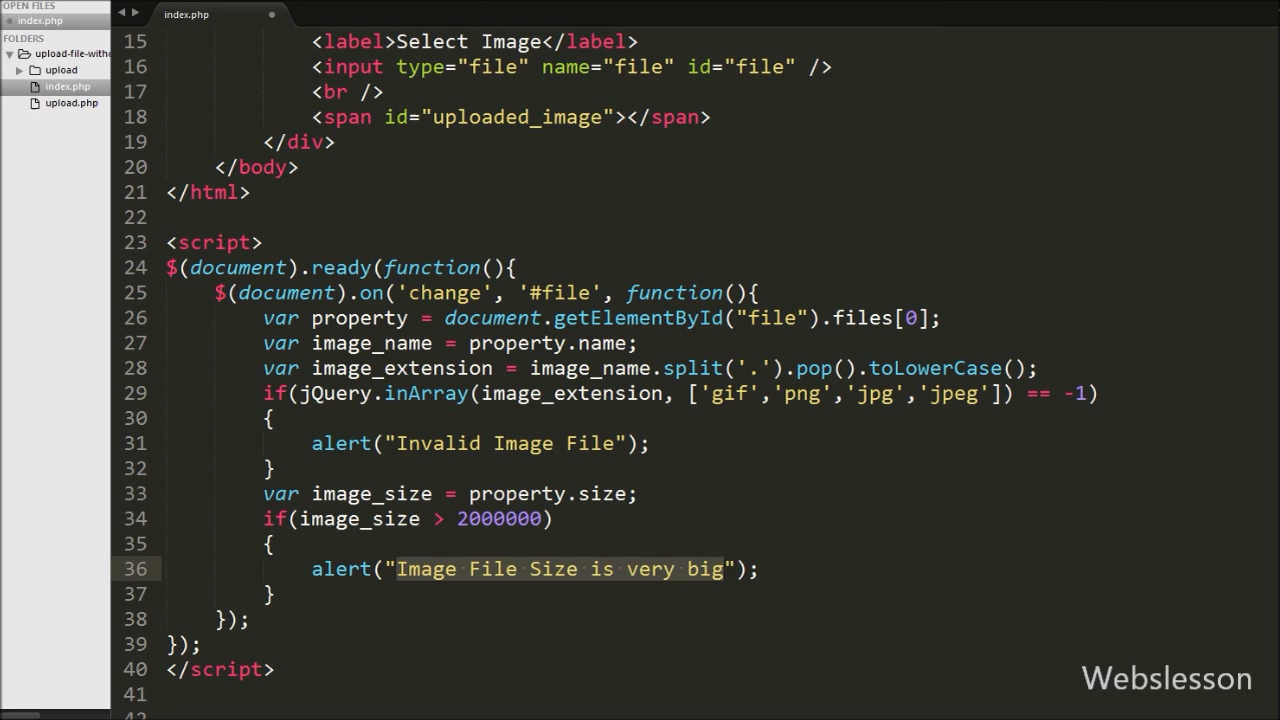 OPEN FILES
index.php
FOLDERS
upload-file-witho
upload
index.php
upload.php
index.php
15 <label>Select Image</label>
16 <input type="file" name="file" id="file" />
17 <br />
18 <span id="uploaded_image"></span>
19 </div>
20 </body>
21 </html>
22
23 <script>
24 $(document).ready(function(){
25 $(document).on('change', '#file', function(){
26 var property = document.getElementById("file").files[0];
27 var image_name = property.name;
28 var image_extension = image_name.split('.').pop().toLowerCase();
29 if(jQuery.inArray(image_extension, ['gif','png','jpg','jpeg']) == -1)
30 {
31 alert("Invalid Image File");
32 }
33 var image_size = property.size;
34 if(image_size > 2000000)
35 {
36 alert("Image File Size is very big");
37 }
38 });
39 });
40 </script>
41
Webslesson